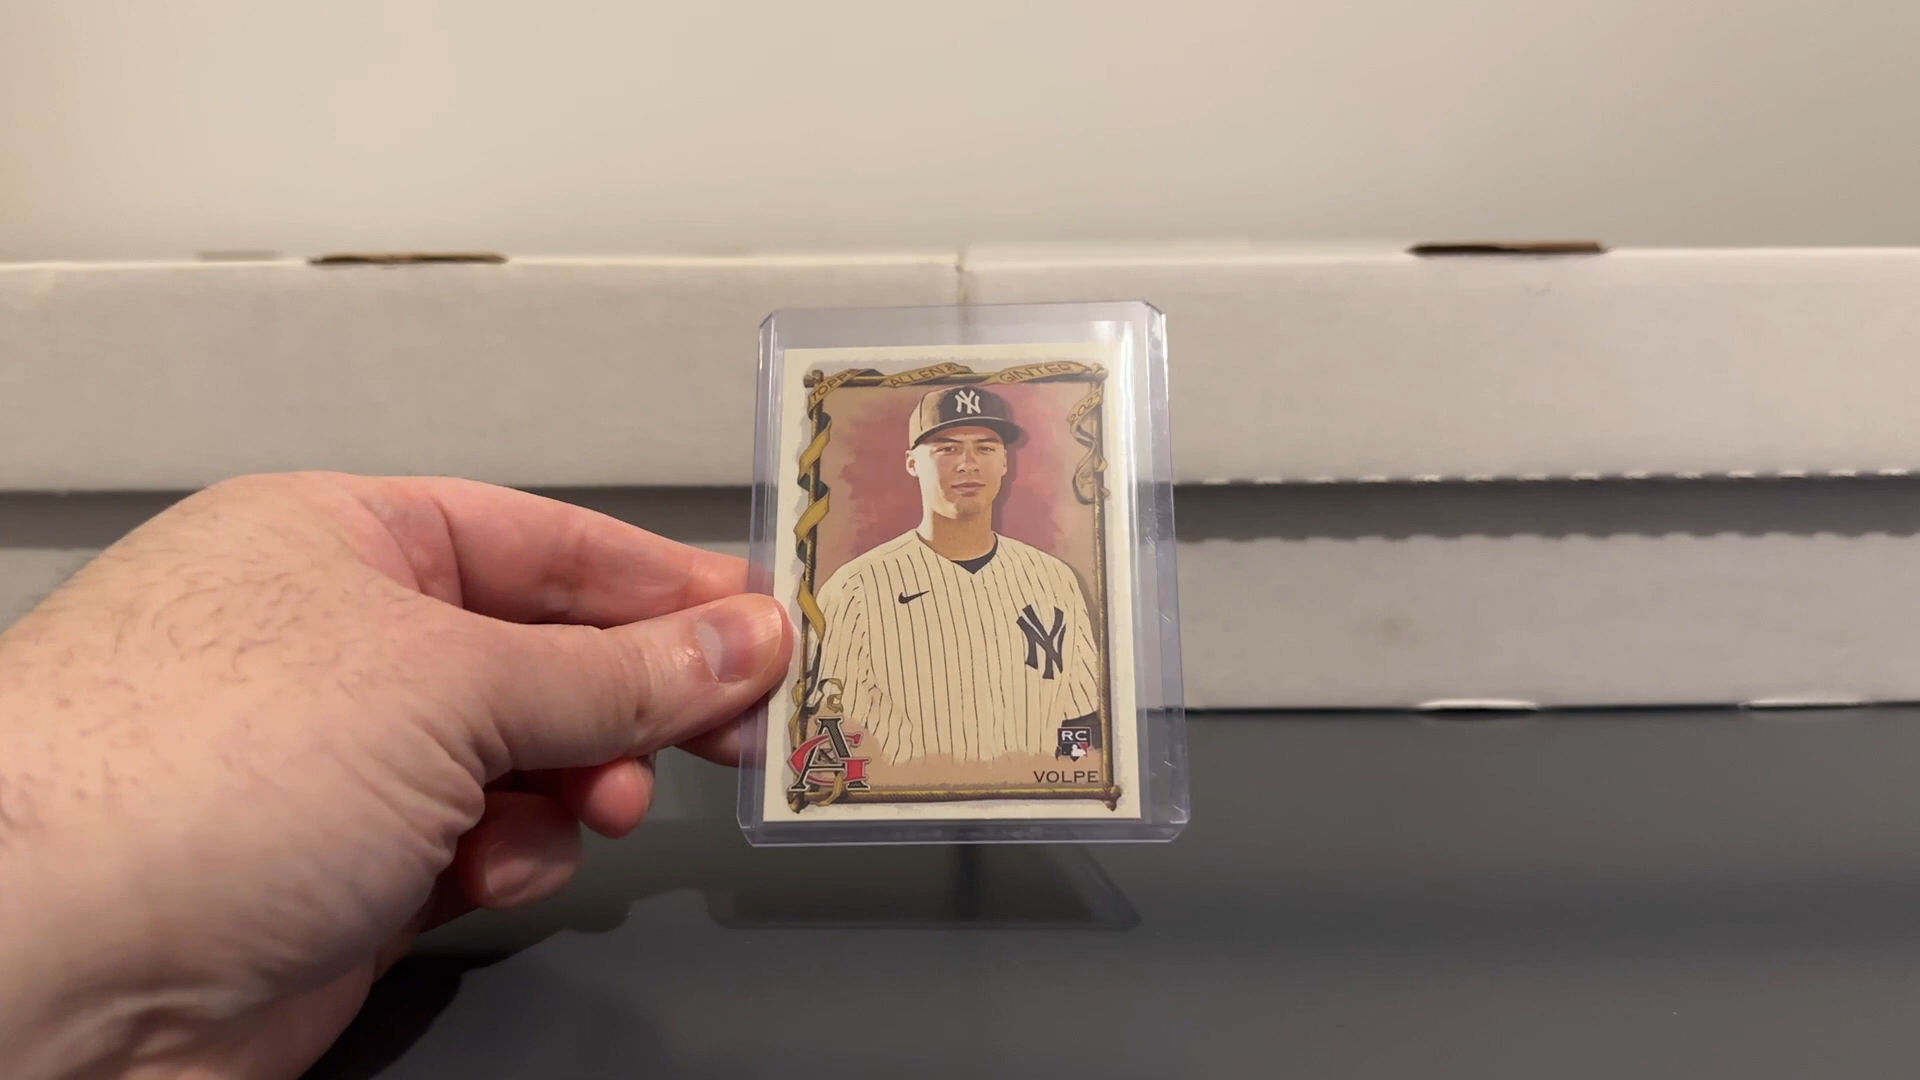 TOPPS ALLEN & GINTER
2023
NY
NY
A&G
RC
VOLPE